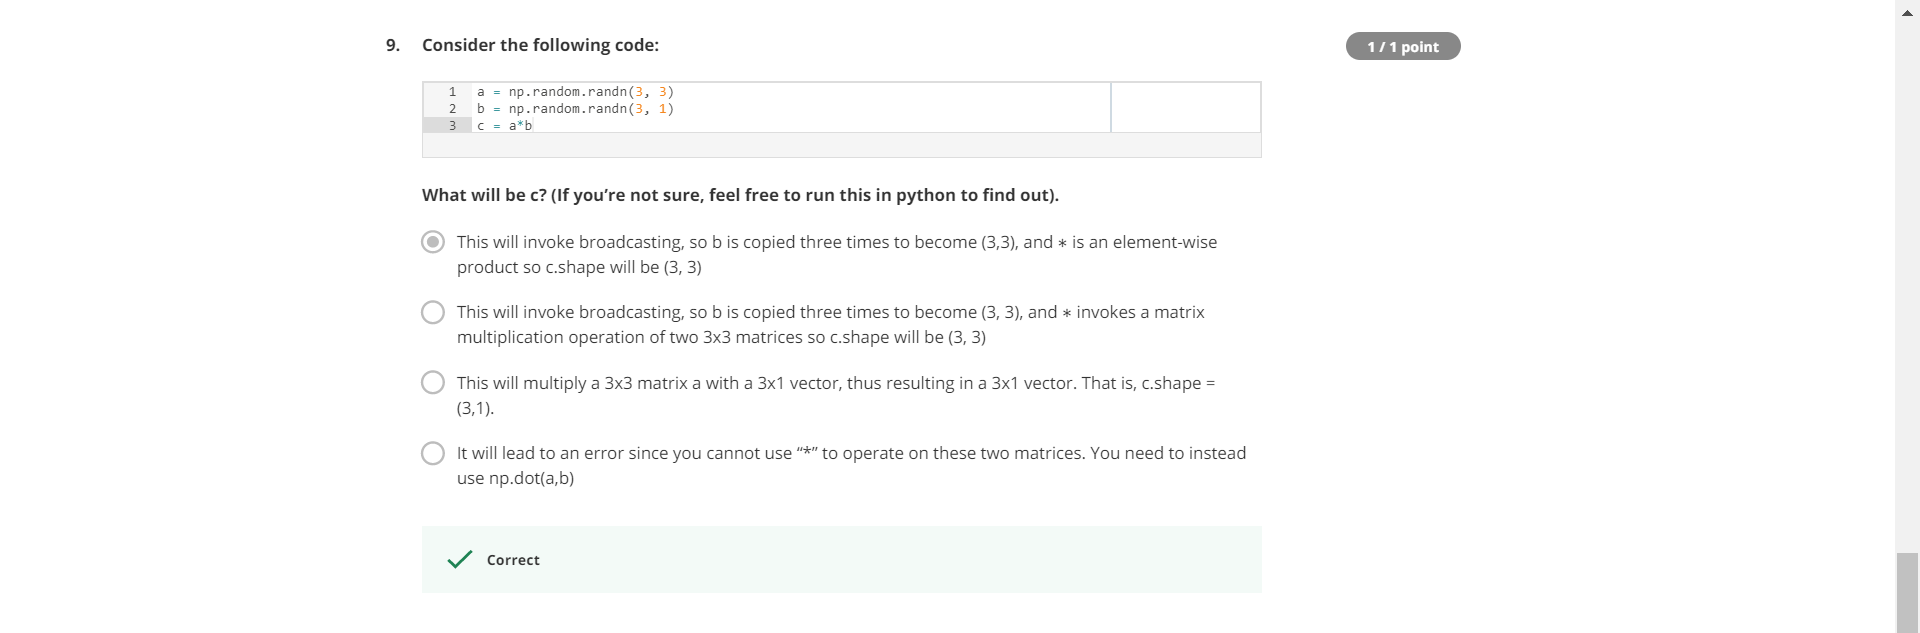 9. Consider the following code:
1 / 1 point
1 a = np.random.randn(3, 3)
2 b = np.random.randn(3, 1)
3 c = a*b
What will be c? (If you’re not sure, feel free to run this in python to find out).
This will invoke broadcasting, so b is copied three times to become (3,3), and ∗ is an element-wise
product so c.shape will be (3, 3)
This will invoke broadcasting, so b is copied three times to become (3, 3), and ∗ invokes a matrix
multiplication operation of two 3x3 matrices so c.shape will be (3, 3)
This will multiply a 3x3 matrix a with a 3x1 vector, thus resulting in a 3x1 vector. That is, c.shape =
(3,1).
It will lead to an error since you cannot use “*” to operate on these two matrices. You need to instead
use np.dot(a,b)
Correct